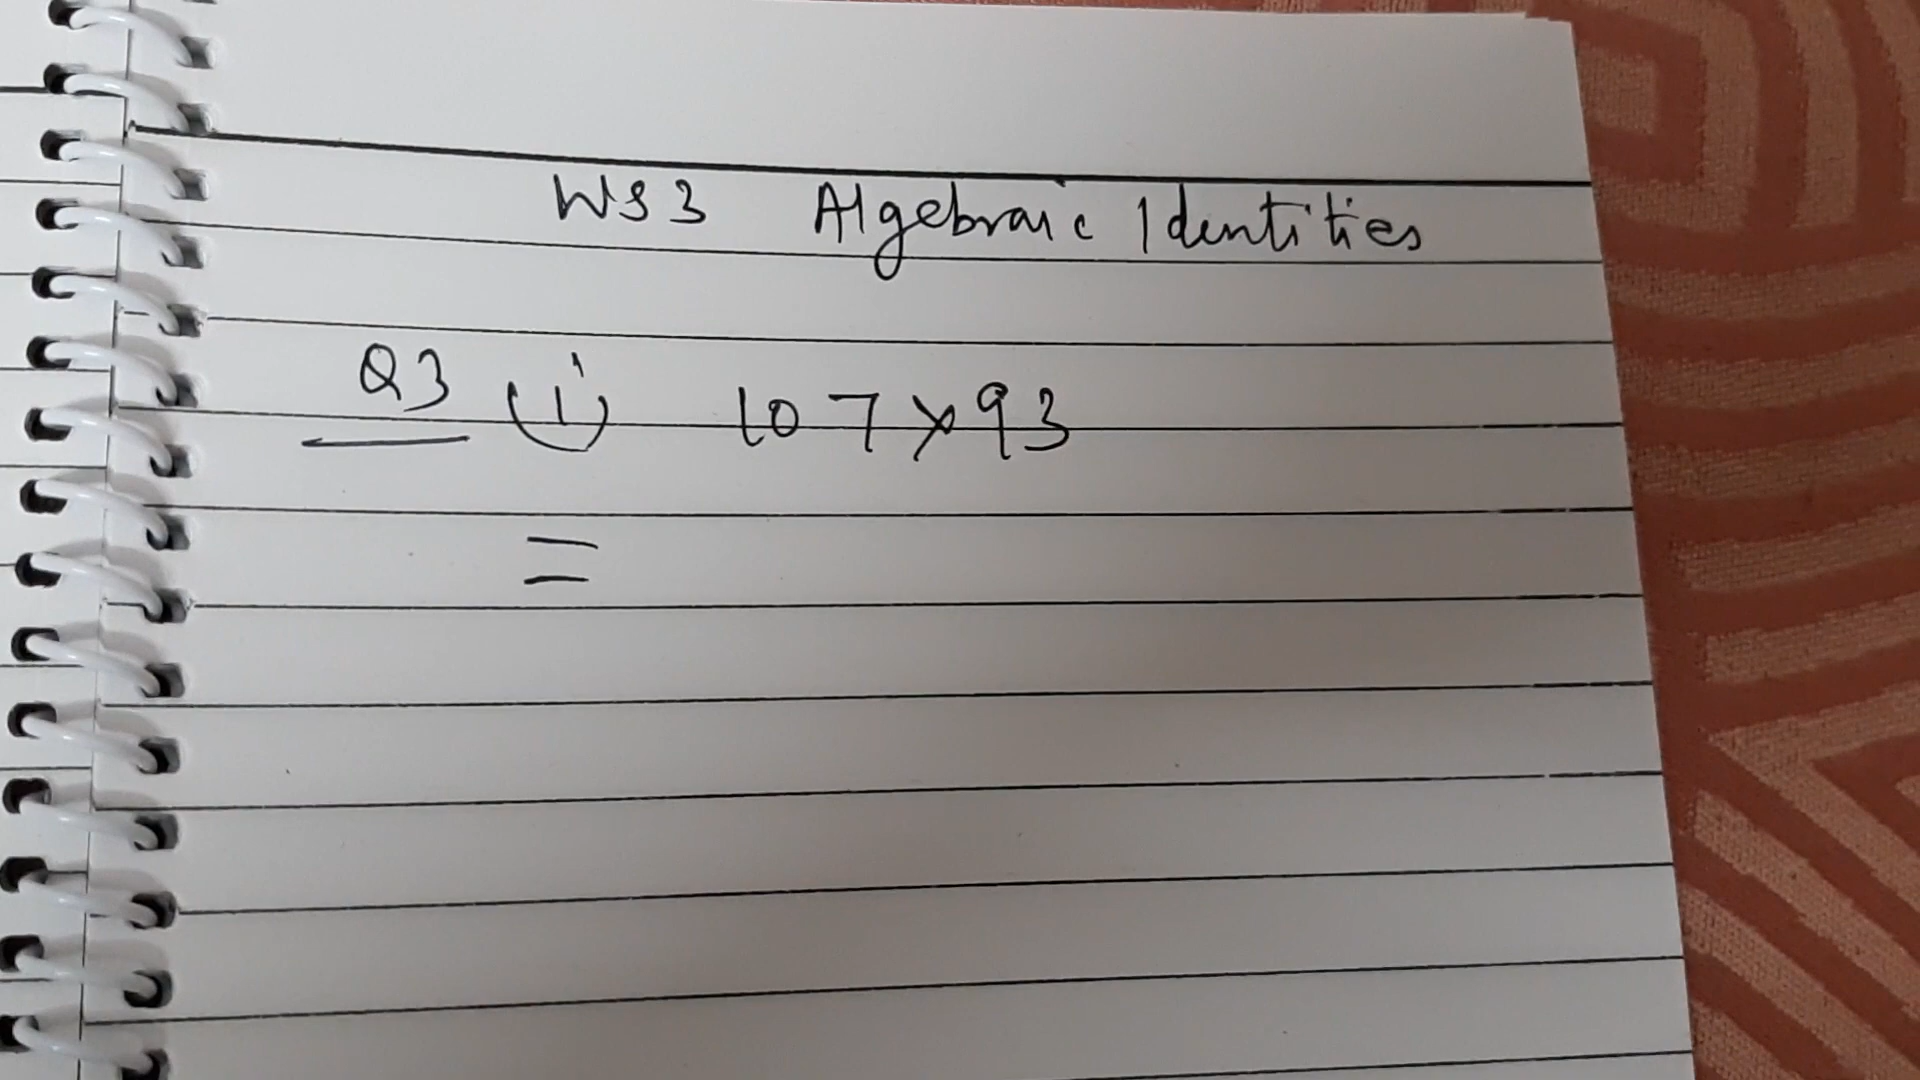 WS3 Algebraic Identities
Q3 (i) 107×93
=